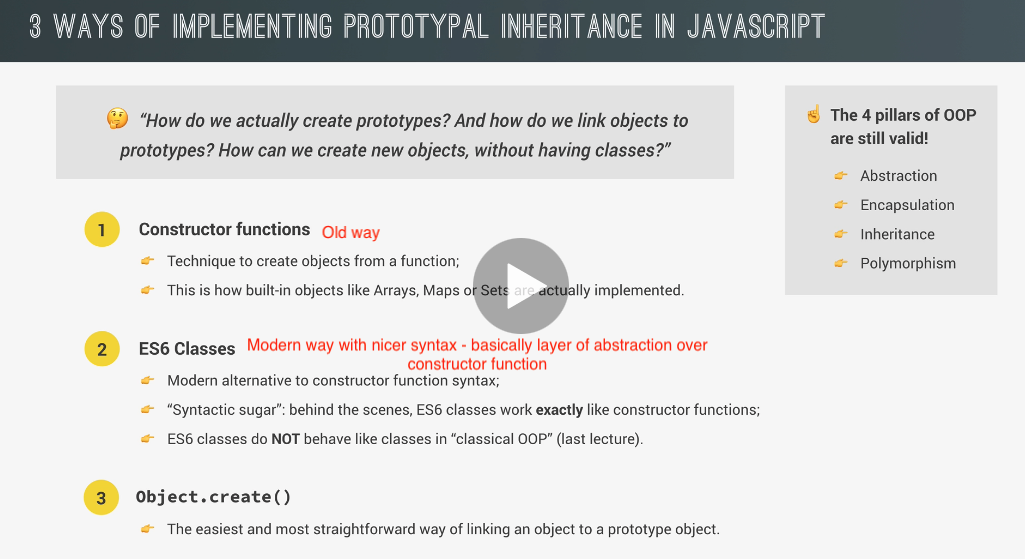 3 WAYS OF IMPLEMENTING PROTOTYPAL INHERITANCE IN JAVASCRIPT
“How do we actually create prototypes? And how do we link objects to
prototypes? How can we create new objects, without having classes?”
The 4 pillars of OOP
are still valid!
Abstraction
Encapsulation
Inheritance
Polymorphism
1 Constructor functions Old way
Technique to create objects from a function;
This is how built-in objects like Arrays, Maps or Sets are actually implemented.
2 ES6 Classes Modern way with nicer syntax - basically layer of abstraction over
constructor function
Modern alternative to constructor function syntax;
“Syntactic sugar”: behind the scenes, ES6 classes work exactly like constructor functions;
ES6 classes do NOT behave like classes in “classical OOP” (last lecture).
3 Object.create()
The easiest and most straightforward way of linking an object to a prototype object.